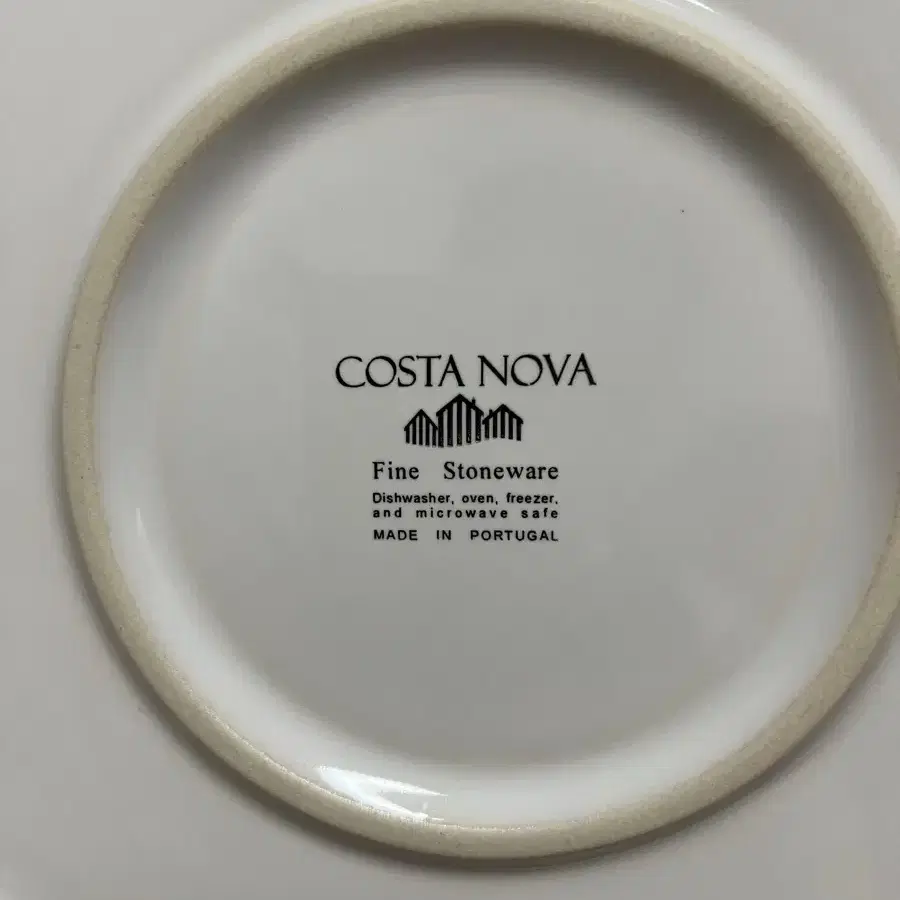 COSTA NOVA
Fine Stoneware
Dishwasher, oven, freezer,
and microwave safe
MADE IN PORTUGAL